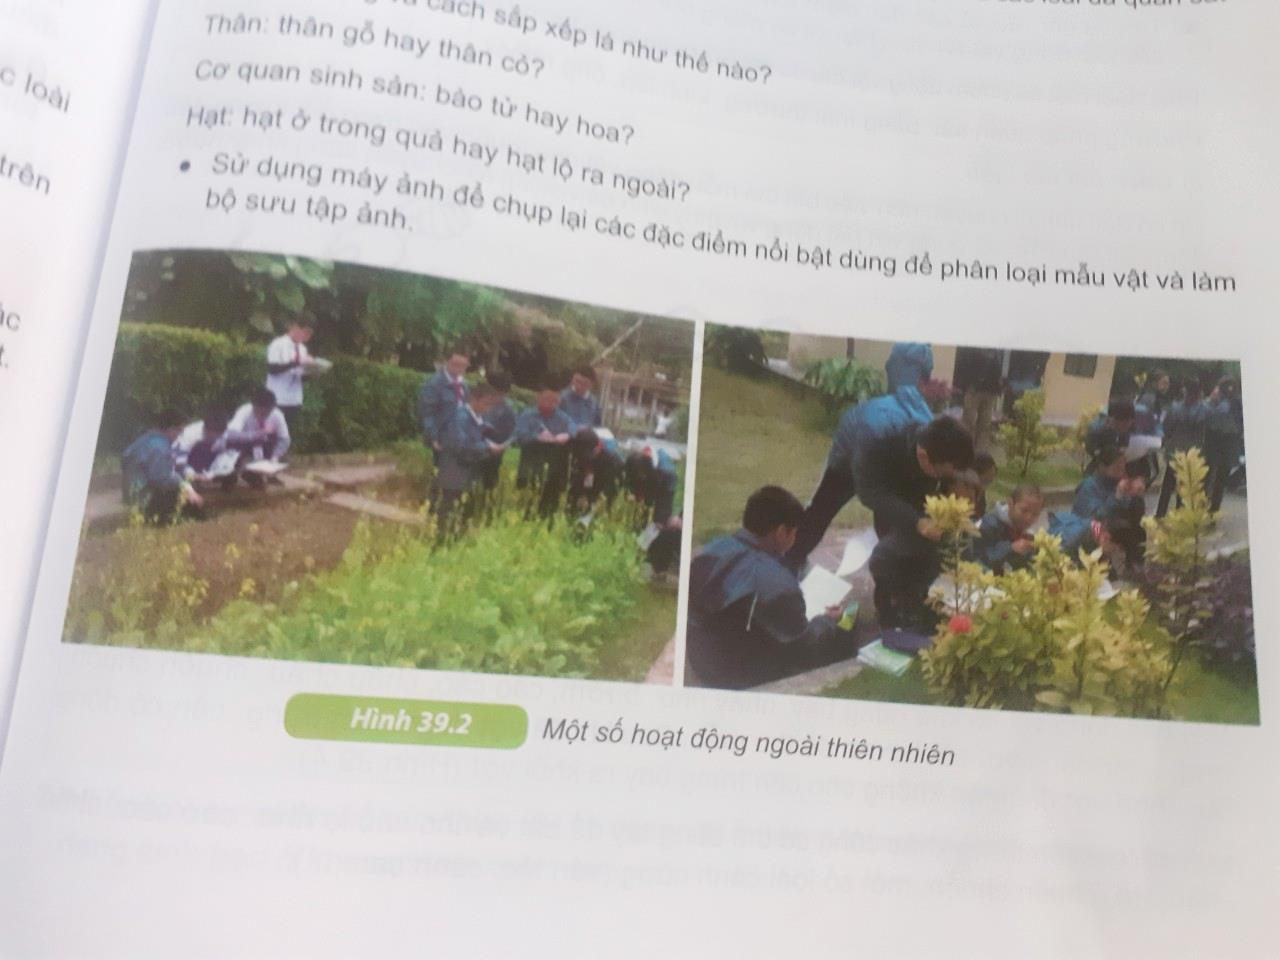 cách sắp xếp lá như thế nào?
Thân: thân gỗ hay thân cỏ?
Cơ quan sinh sản: bào tử hay hoa?
Hạt: hạt ở trong quả hay hạt lộ ra ngoài?
• Sử dụng máy ảnh để chụp lại các đặc điểm nổi bật dùng để phân loại mẫu vật và làm
bộ sưu tập ảnh.
loài
trên
Hình 39.2 Một số hoạt động ngoài thiên nhiên